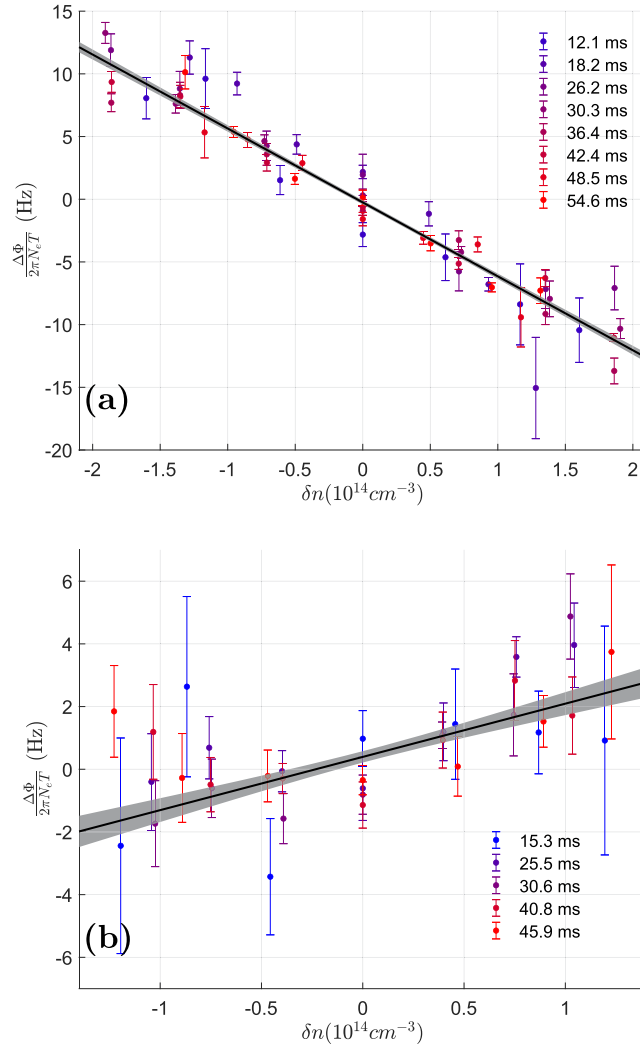 15
10
5
0
-5
-10
-15
-20
ΔΦ/2πN_eT (Hz)
12.1 ms
18.2 ms
26.2 ms
30.3 ms
36.4 ms
42.4 ms
48.5 ms
54.6 ms
(a)
-2 -1.5 -1 -0.5 0 0.5 1 1.5 2
δn(10^14 cm^−3)
6
4
2
0
-2
-4
-6
ΔΦ/2πN_eT (Hz)
15.3 ms
25.5 ms
30.6 ms
40.8 ms
45.9 ms
(b)
-1 -0.5 0 0.5 1
δn(10^14 cm^−3)